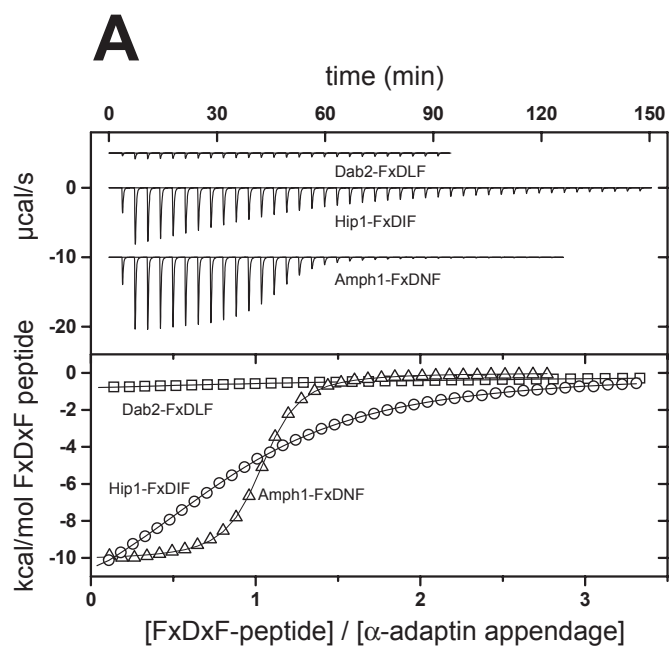 A
time (min)
0 30 60 90 120 150
Dab2-FxDLF
0
Hip1-FxDIF
µcal/s
-10
Amph1-FxDNF
-20
0
Dab2-FxDLF
-2
-4
kcal/mol FxDxF peptide
Hip1-FxDIF
Amph1-FxDNF
-6
-8
-10
0 1 2 3
[FxDxF-peptide] / [α-adaptin appendage]